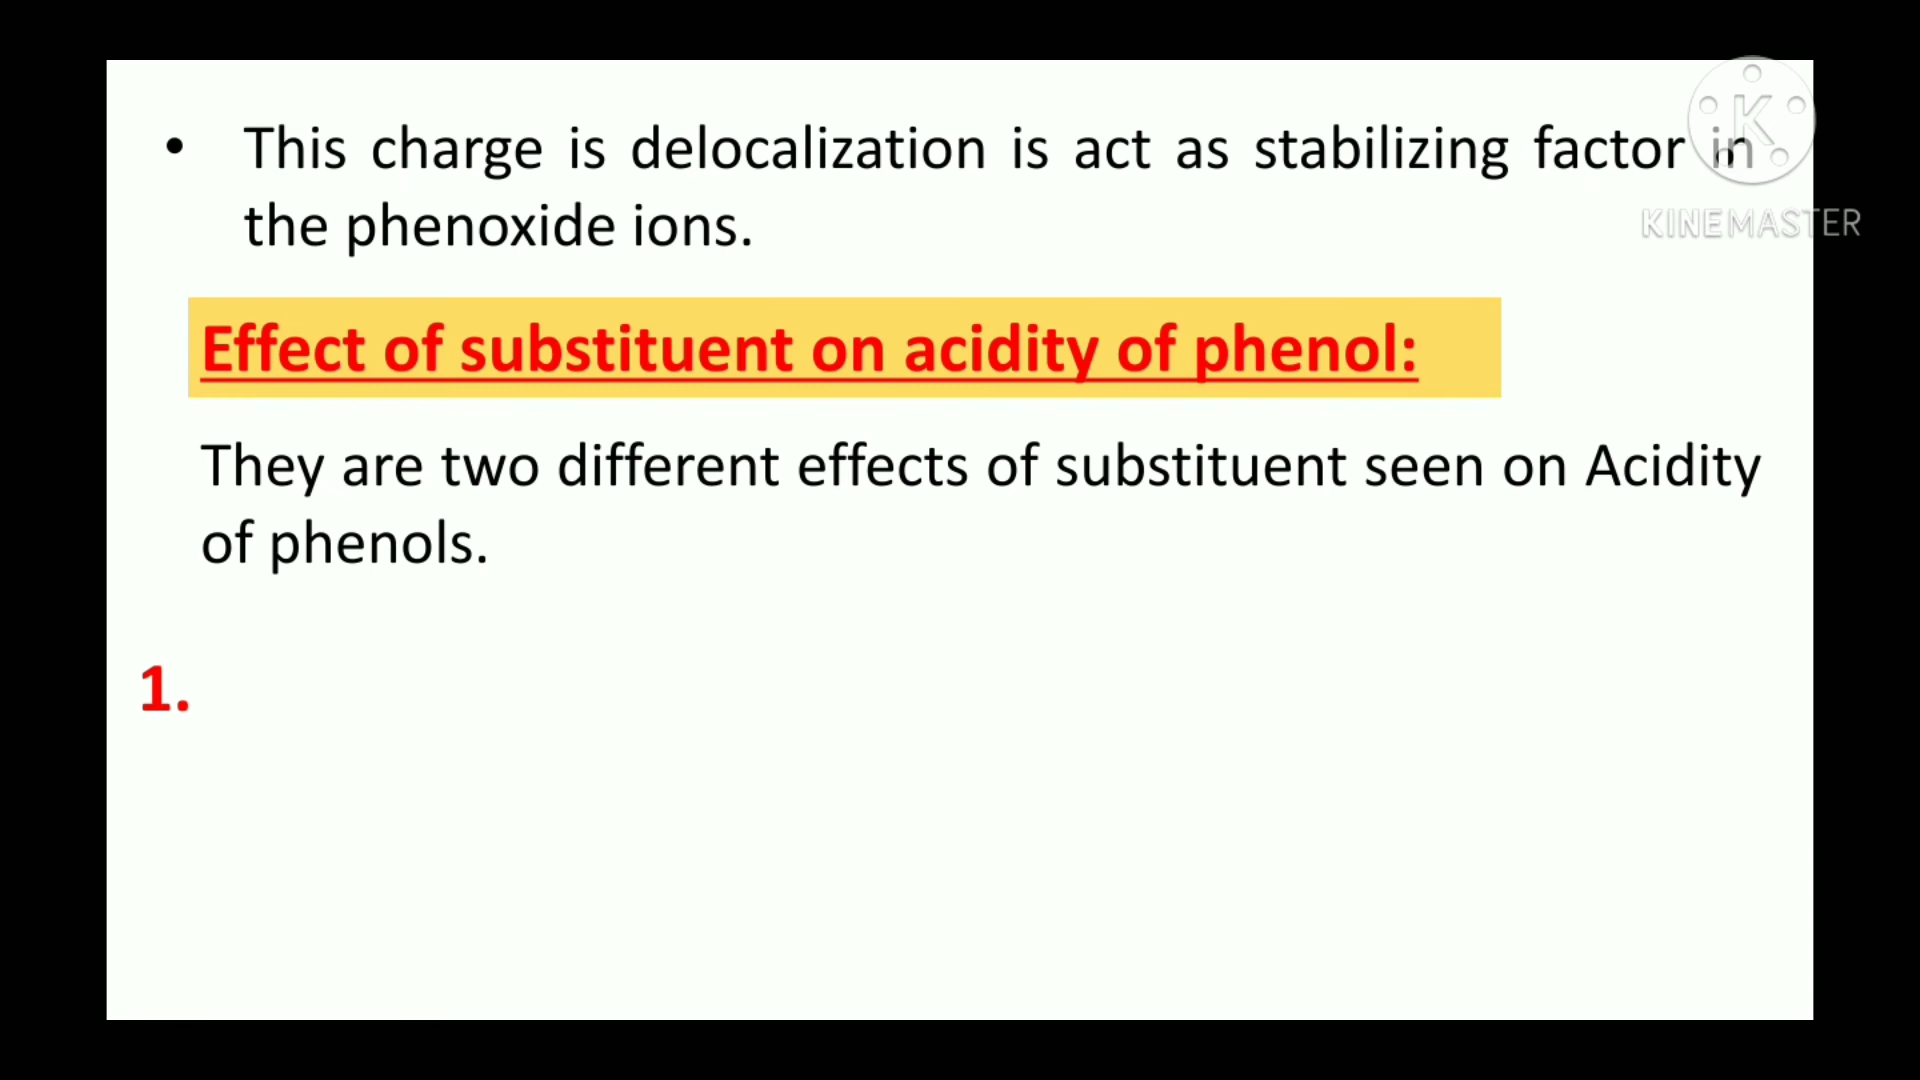 • This charge is delocalization is act as stabilizing factor in
the phenoxide ions.
KINEMASTER
Effect of substituent on acidity of phenol:
They are two different effects of substituent seen on Acidity
of phenols.
1.